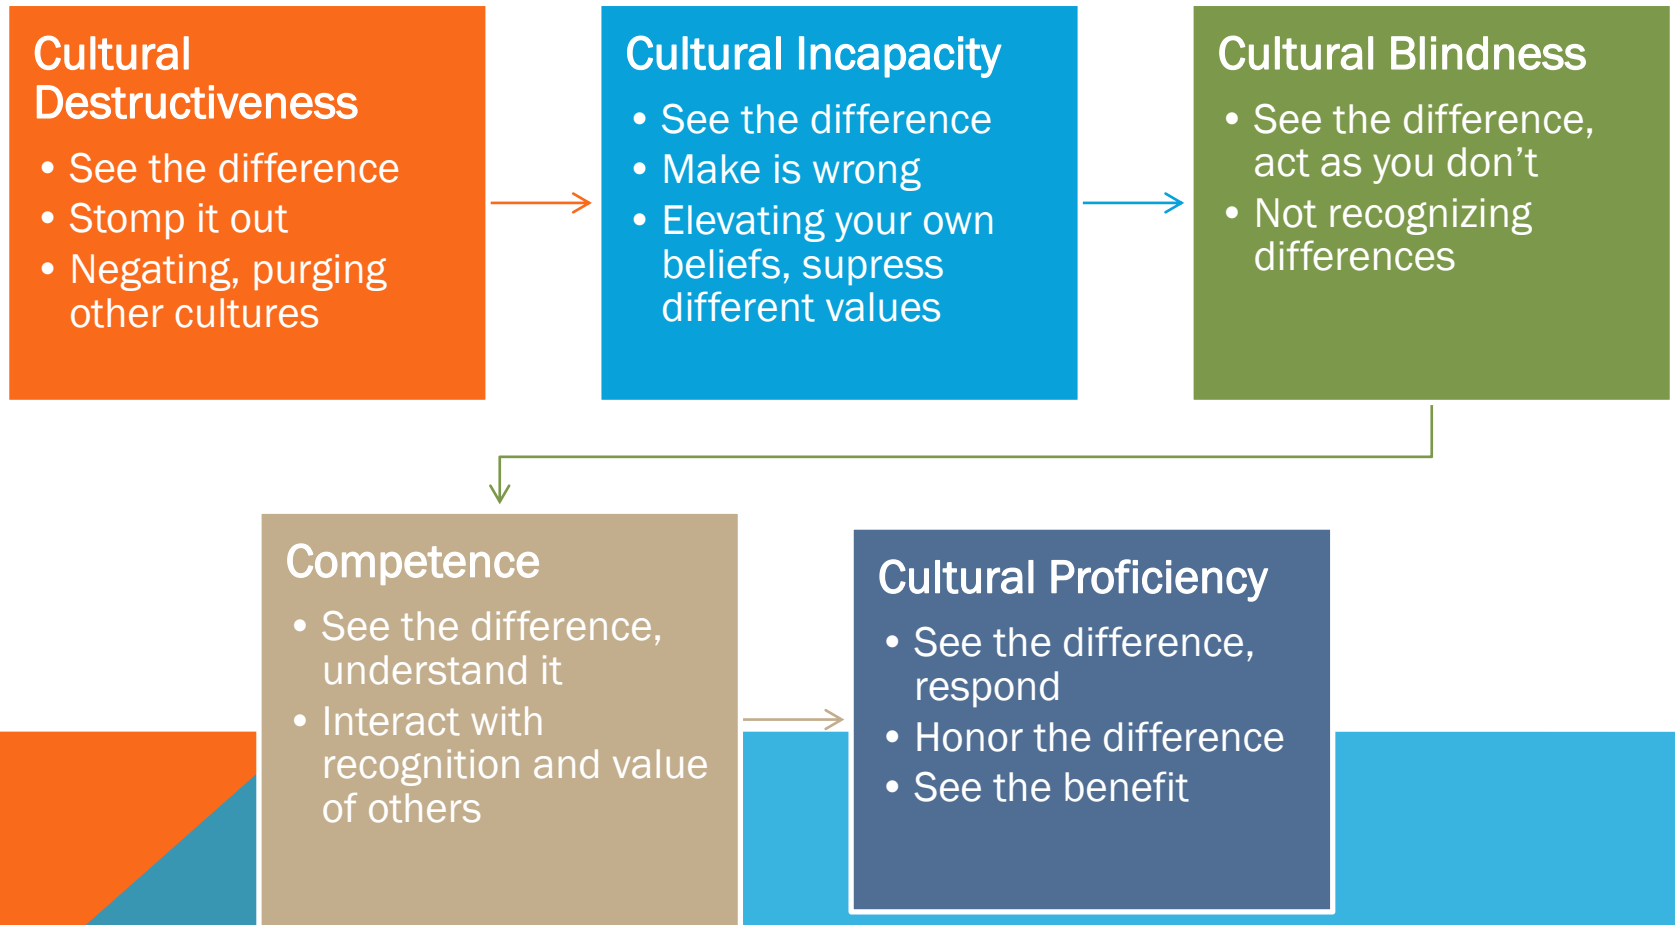 Cultural
Destructiveness
• See the difference
• Stomp it out
• Negating, purging
other cultures
Cultural Incapacity
• See the difference
• Make is wrong
• Elevating your own
beliefs, supress
different values
Cultural Blindness
• See the difference,
act as you don’t
• Not recognizing
differences
Competence
• See the difference,
understand it
• Interact with
recognition and value
of others
Cultural Proficiency
• See the difference,
respond
• Honor the difference
• See the benefit